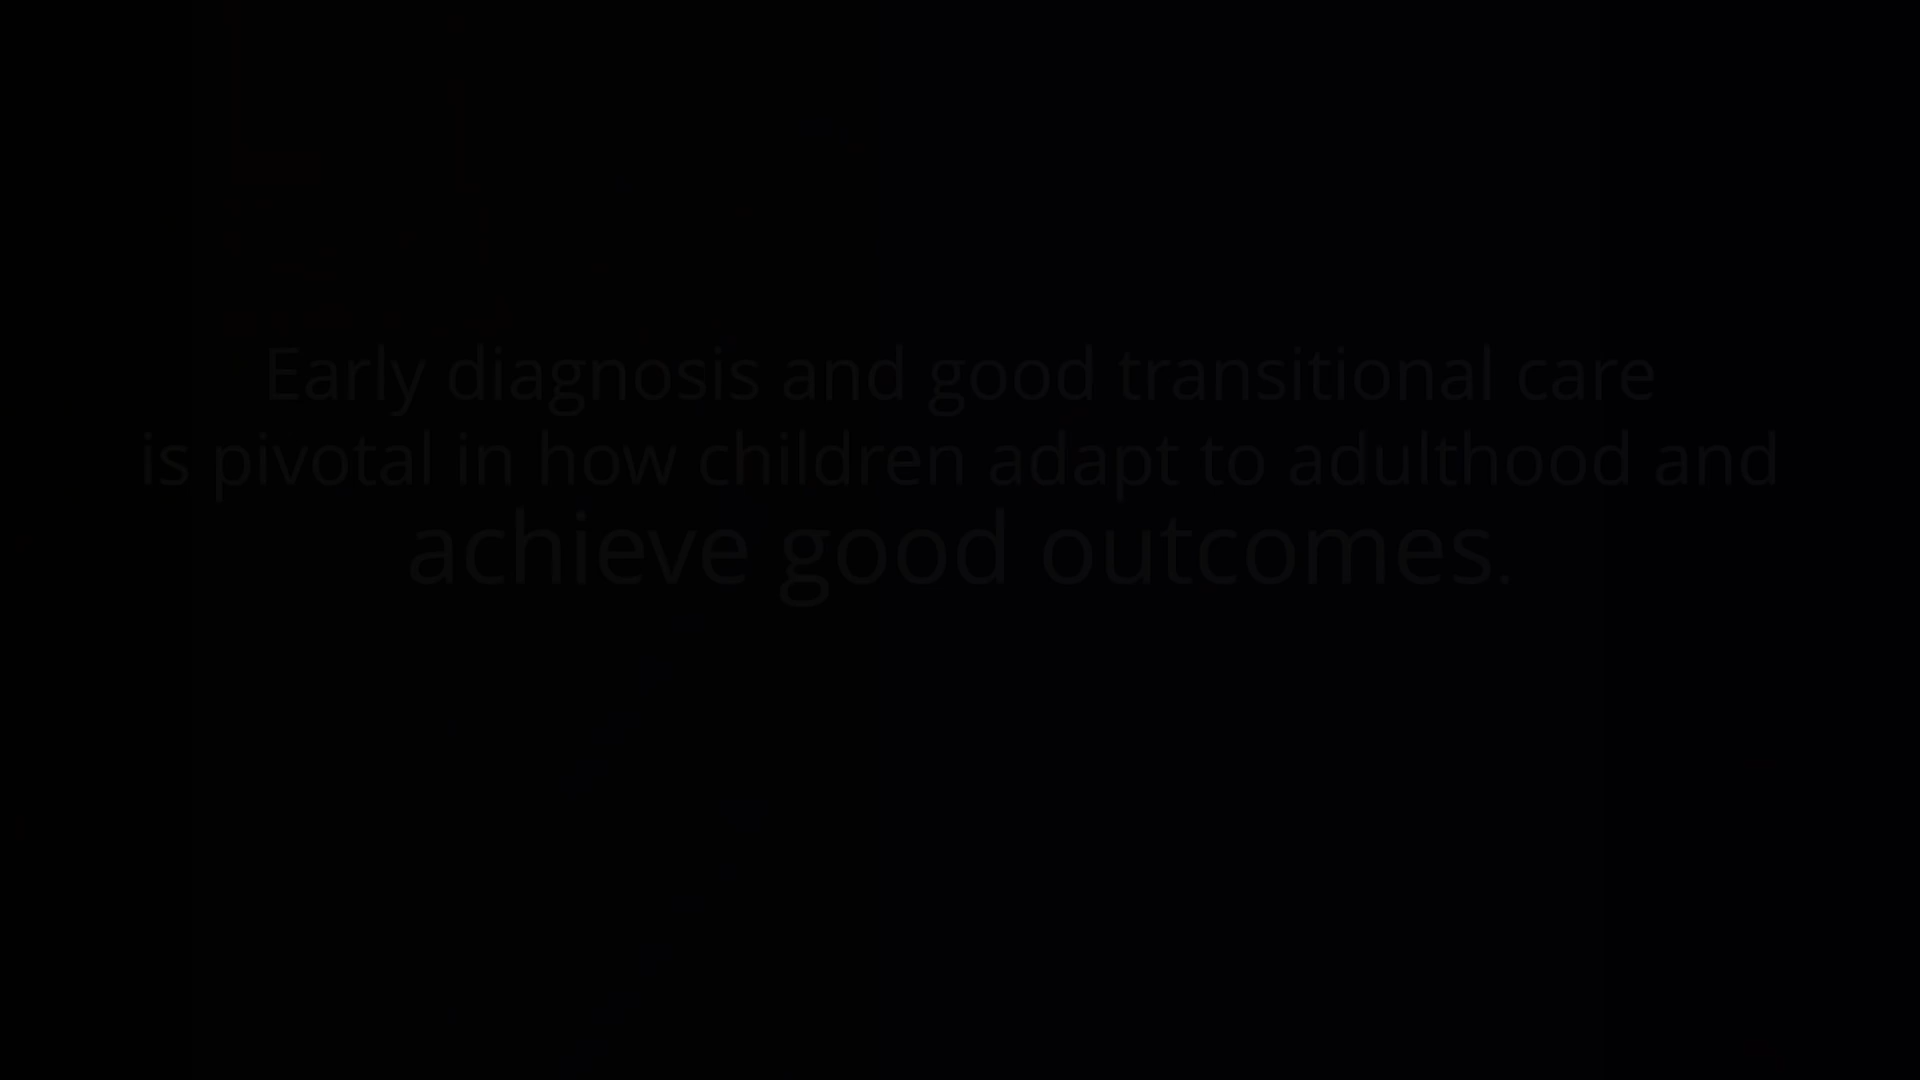 Early diagnosis and good transitional care
is pivotal in how children adapt to adulthood and
achieve good outcomes.